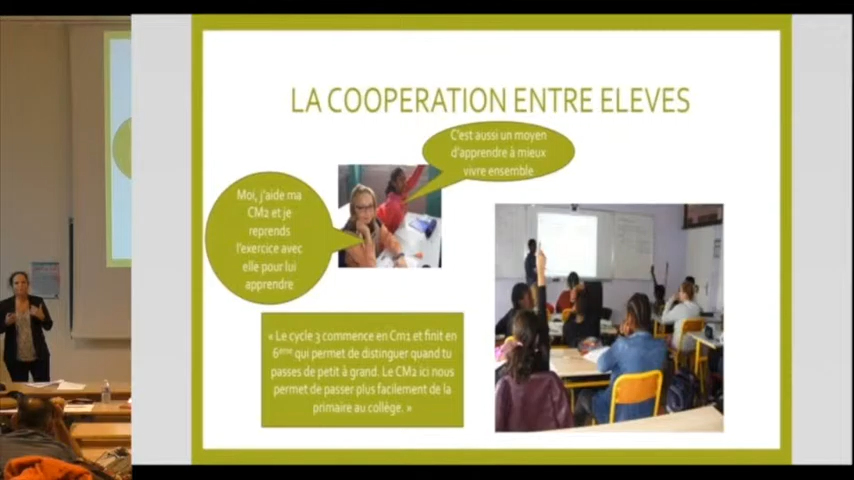 LA COOPERATION ENTRE ELEVES
C'est aussi un moyen
d'apprendre à mieux
vivre ensemble
Moi, j'aide ma
CM2 et je
reprends
l'exercice avec
elle pour lui
apprendre
« Le cycle 3 commence en Cm1 et finit en
6ème qui permet de distinguer quand tu
passes de petit à grand. Le CM2 ici nous
permet de passer plus facilement de la
primaire au collège. »